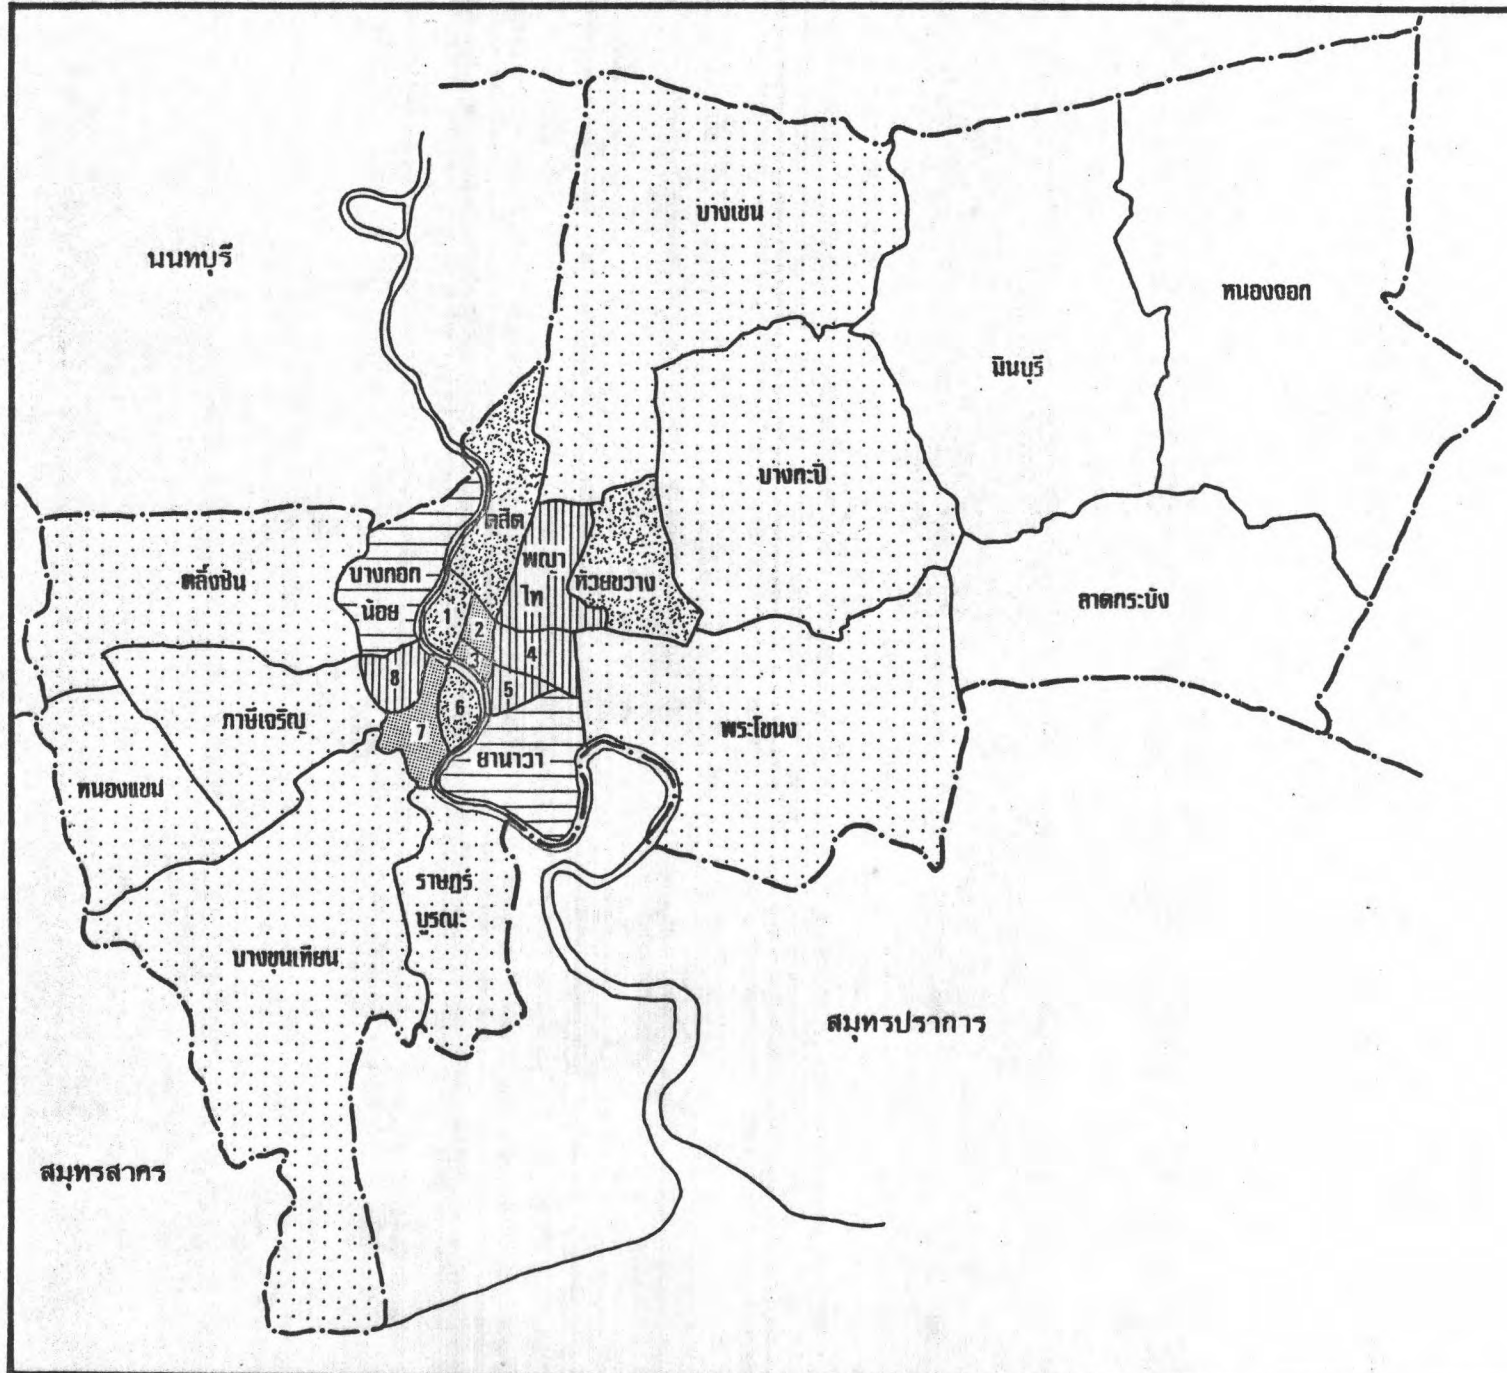 บางเขน
นนทบุรี
หนองจอก
มีนบุรี
บางกะปิ
ดุสิต
พญา
ไท
ห้วยขวาง
บางกอก
น้อย
ตลิ่งชัน
ลาดกระบัง
1
2
3
4
5
6
7
8
ภาษีเจริญ
พระโขนง
ยานาวา
หนองแขม
ราษฎร์
บูรณะ
บางขุนเทียน
สมุทรปราการ
สมุทรสาคร